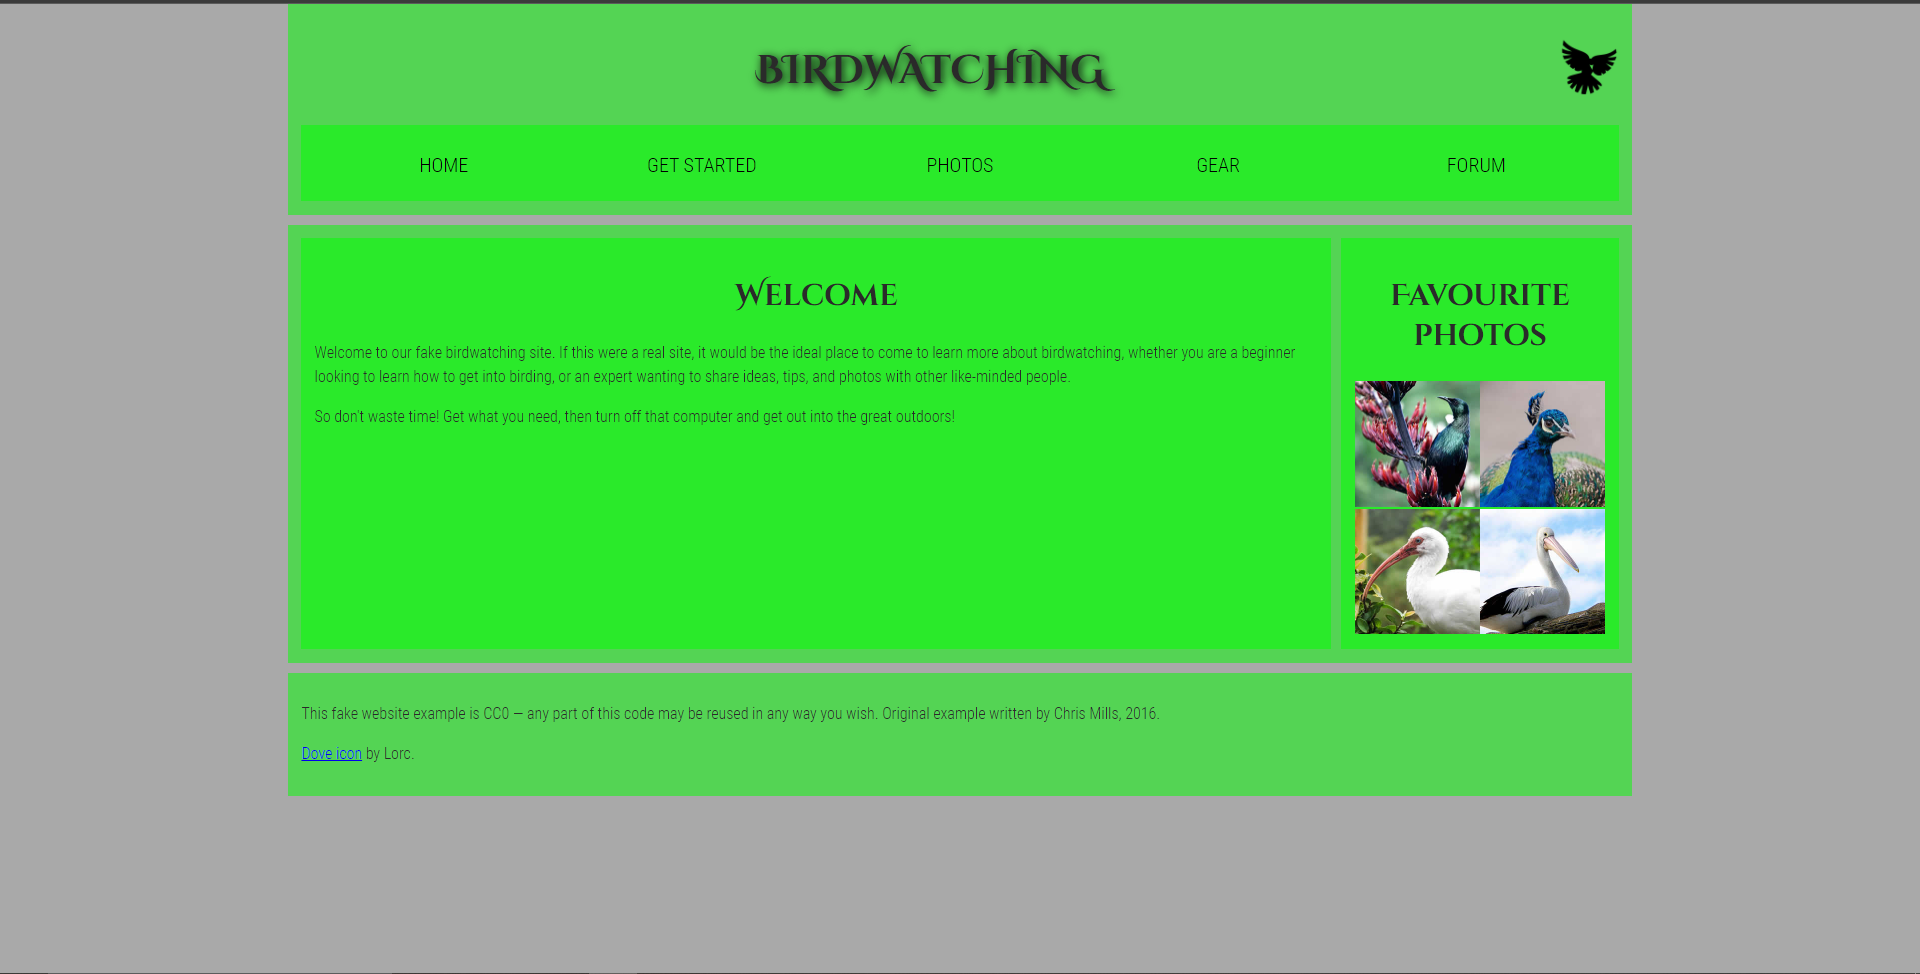 BIRDWATCHING
HOME GET STARTED PHOTOS GEAR FORUM
Welcome
Welcome to our fake birdwatching site. If this were a real site, it would be the ideal place to come to learn more about birdwatching, whether you are a beginner
looking to learn how to get into birding, or an expert wanting to share ideas, tips, and photos with other like-minded people.
So don't waste time! Get what you need, then turn off that computer and get out into the great outdoors!
Favourite
photos
This fake website example is CC0 — any part of this code may be reused in any way you wish. Original example written by Chris Mills, 2016.
Dove icon by Lorc.